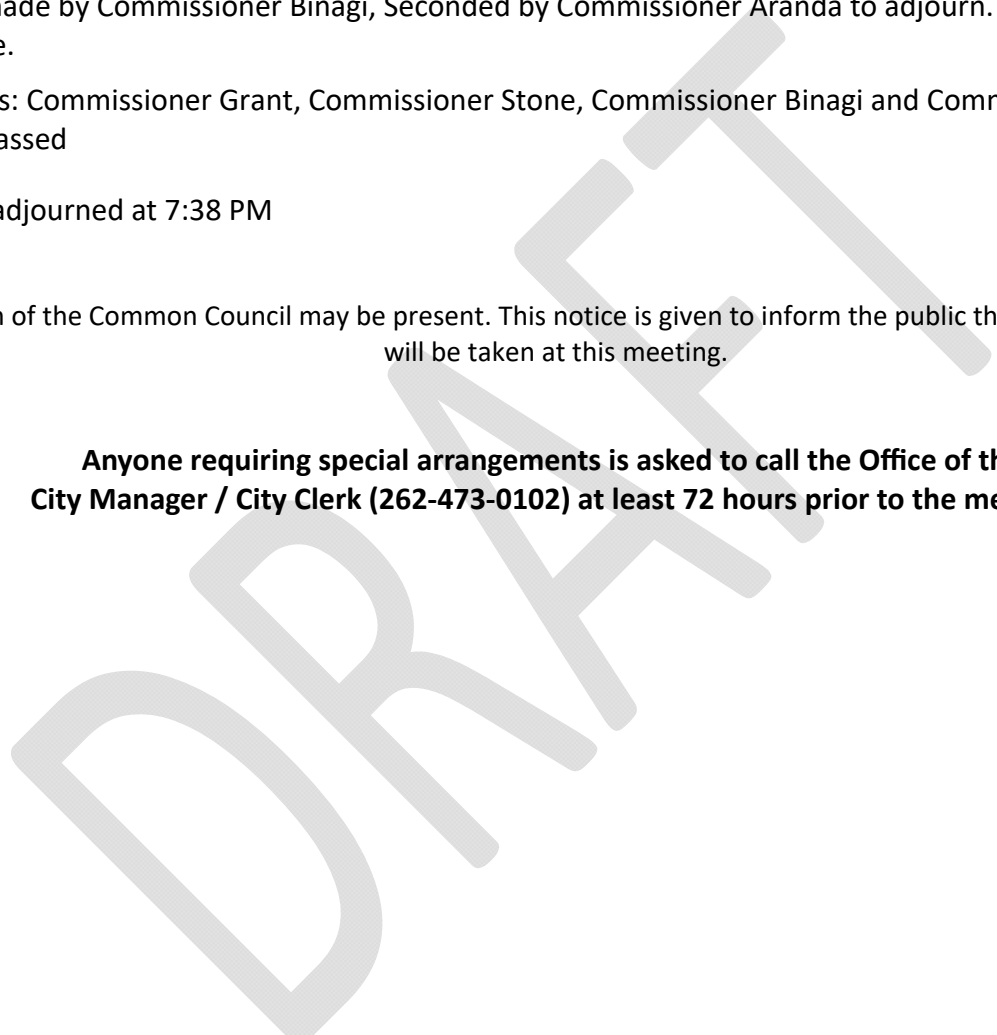 made by Commissioner Binagi, Seconded by Commissioner Aranda to adjourn.
e.
s: Commissioner Grant, Commissioner Stone, Commissioner Binagi and Comm
assed
adjourned at 7:38 PM
of the Common Council may be present. This notice is given to inform the public th
will be taken at this meeting.
Anyone requiring special arrangements is asked to call the Office of th
City Manager / City Clerk (262-473-0102) at least 72 hours prior to the me
DRAFT